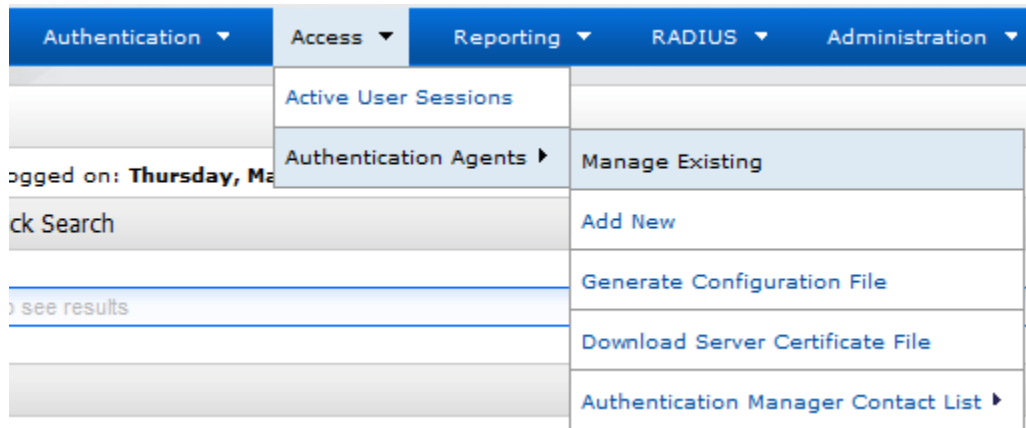 Authentication Access Reporting RADIUS Administration
Active User Sessions
Authentication Agents Manage Existing
ogged on: Thursday, Ma
ck Search
Add New
Generate Configuration File
see results
Download Server Certificate File
Authentication Manager Contact List